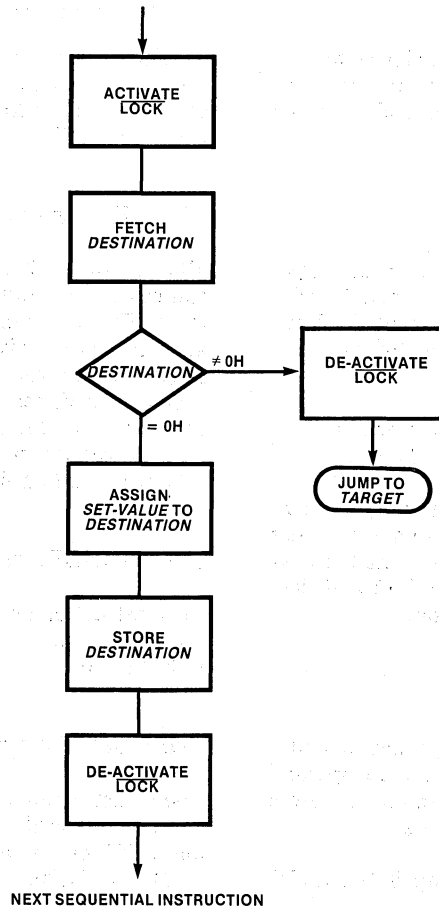 ACTIVATE
LOCK
FETCH
DESTINATION
DESTINATION
≠ 0H
= 0H
DE-ACTIVATE
LOCK
JUMP TO
TARGET
ASSIGN
SET-VALUE TO
DESTINATION
STORE
DESTINATION
DE-ACTIVATE
LOCK
NEXT SEQUENTIAL INSTRUCTION